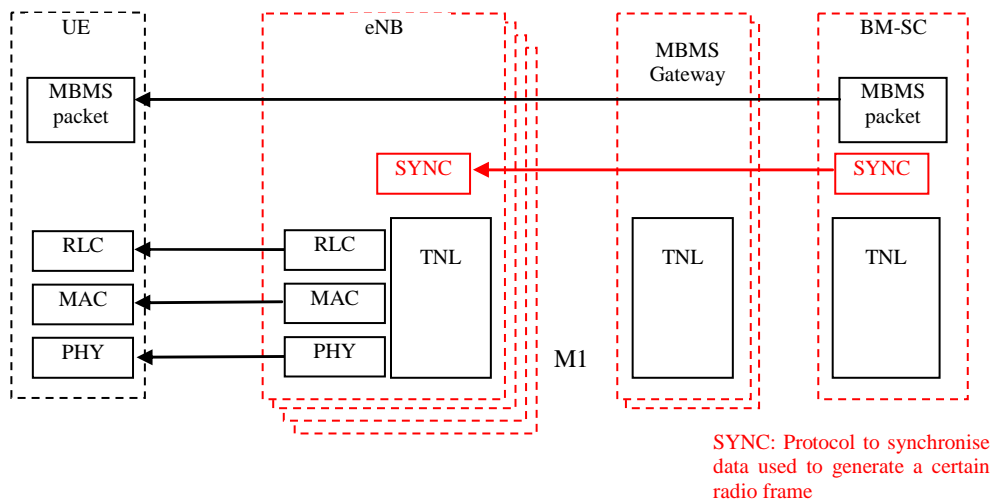 UE
eNB
MBMS
Gateway
BM-SC
MBMS
packet
MBMS
packet
SYNC
SYNC
RLC
RLC
TNL
TNL
TNL
MAC
MAC
PHY
PHY
M1
SYNC: Protocol to synchronise
data used to generate a certain
radio frame